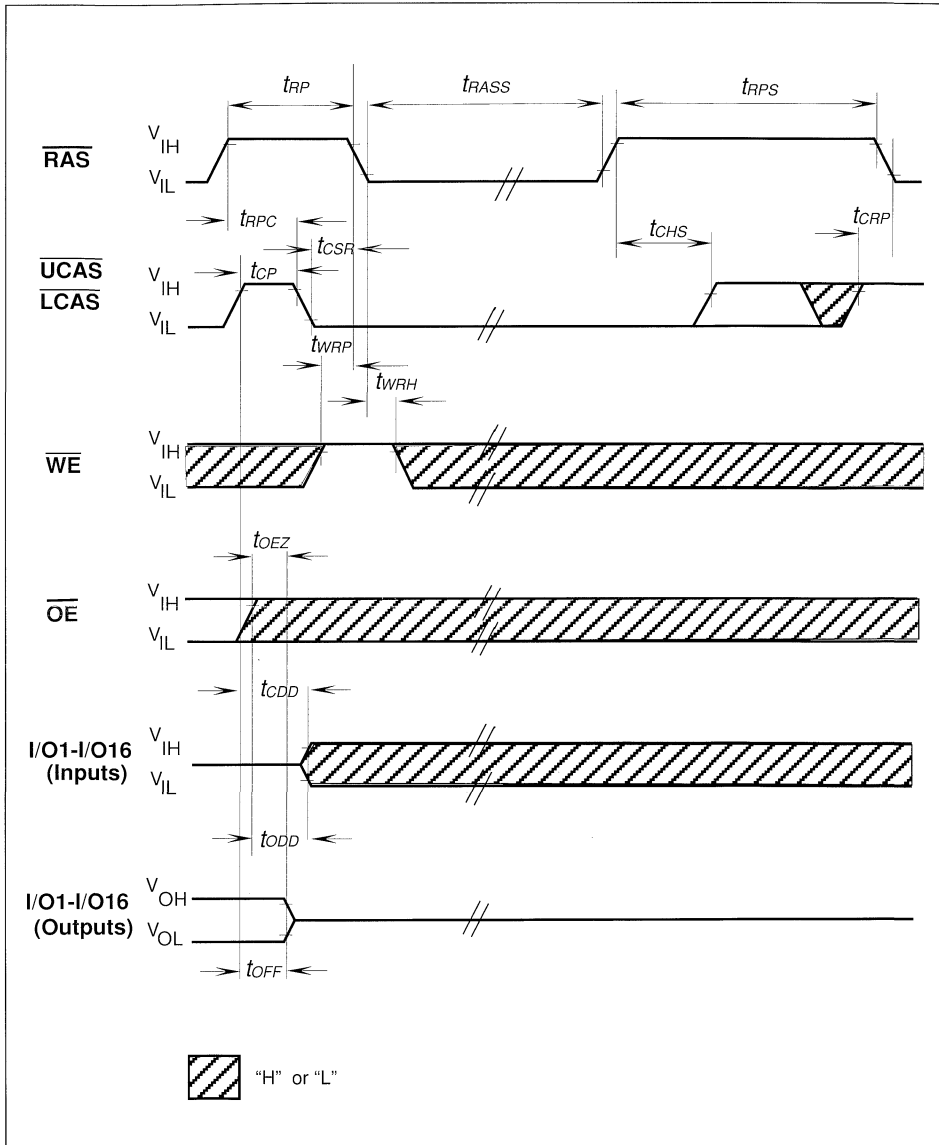 tRP
tRASS
tRPS
RAS
VIH
VIL
tRPC
tCSR
tCHS
tCRP
UCAS
LCAS
VIH
VIL
tCP
tWRP
tWRH
WE
VIH
VIL
tOEZ
OE
VIH
VIL
tCDD
I/O1-I/O16
(Inputs)
VIH
VIL
tODD
I/O1-I/O16
(Outputs)
VOH
VOL
tOFF
“H” or “L”